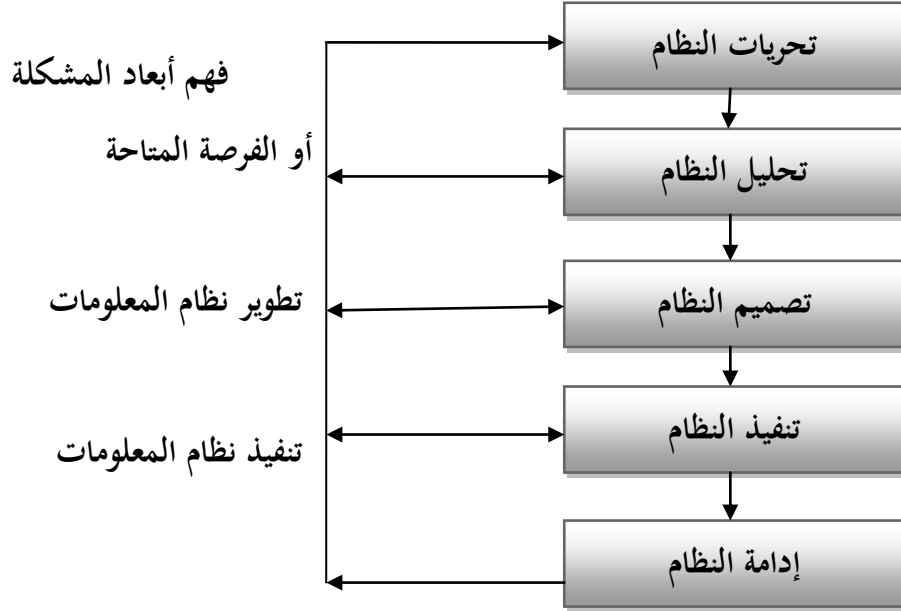 تحريات النظام
فهم أبعاد المشكلة
أو الفرصة المتاحة
تحليل النظام
تصميم النظام
تطوير نظام المعلومات
تنفيذ النظام
تنفيذ نظام المعلومات
إدامة النظام